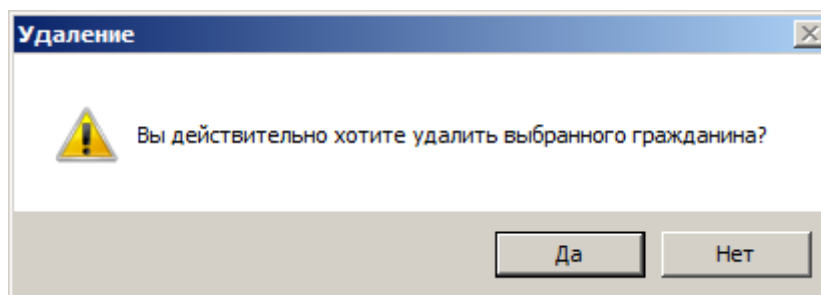 Удаление
Вы действительно хотите удалить выбранного гражданина?
Да
Нет